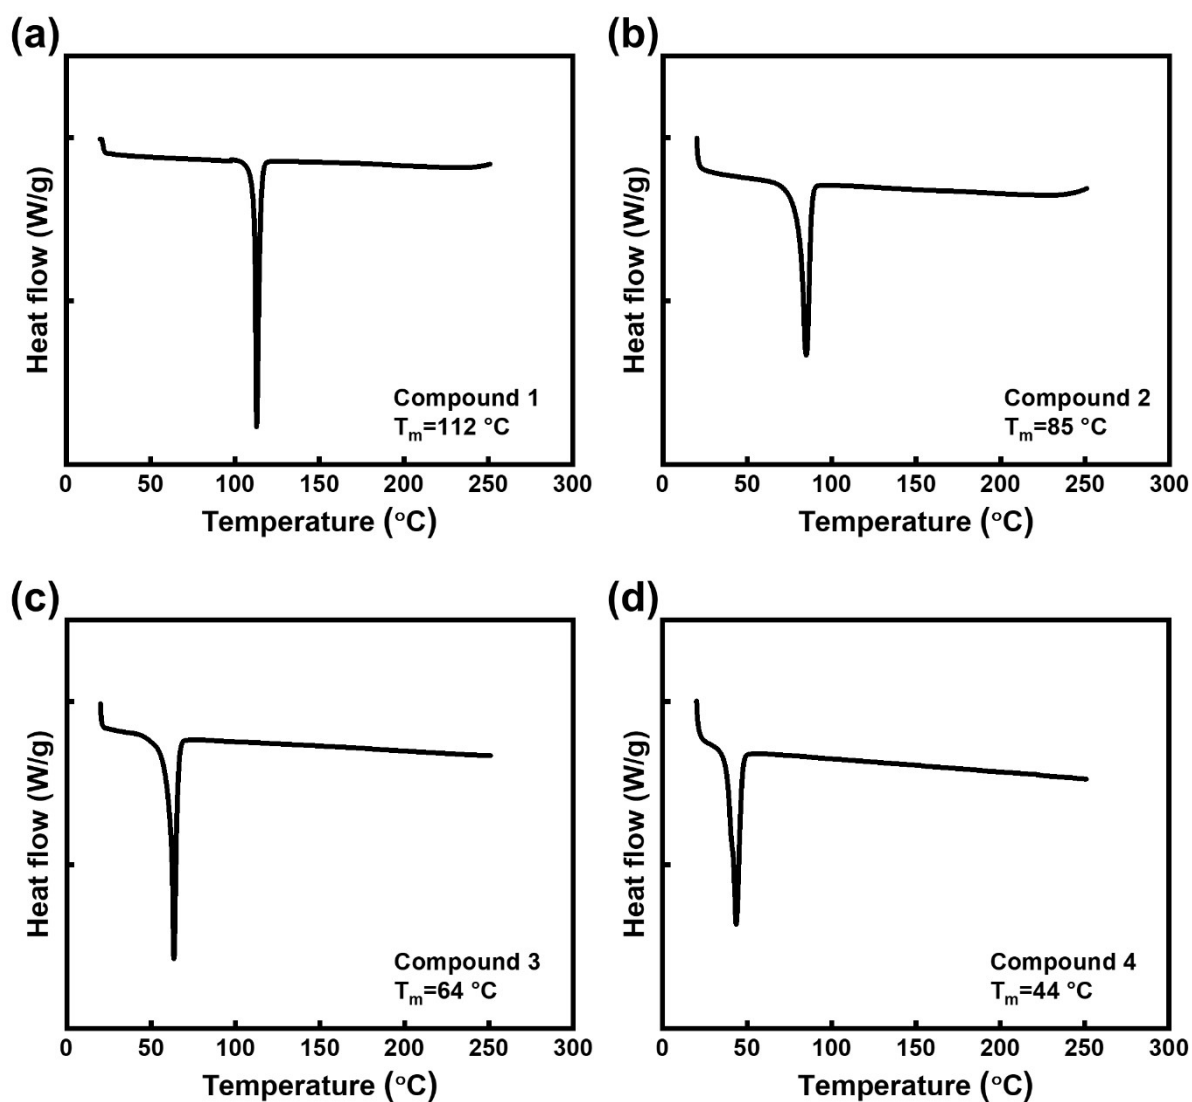 (a)
Heat flow (W/g)
Compound 1
Tm=112 °C
0 50 100 150 200 250 300
Temperature (°C)
(b)
Heat flow (W/g)
Compound 2
Tm=85 °C
0 50 100 150 200 250 300
Temperature (°C)
(c)
Heat flow (W/g)
Compound 3
Tm=64 °C
0 50 100 150 200 250 300
Temperature (°C)
(d)
Heat flow (W/g)
Compound 4
Tm=44 °C
0 50 100 150 200 250 300
Temperature (°C)